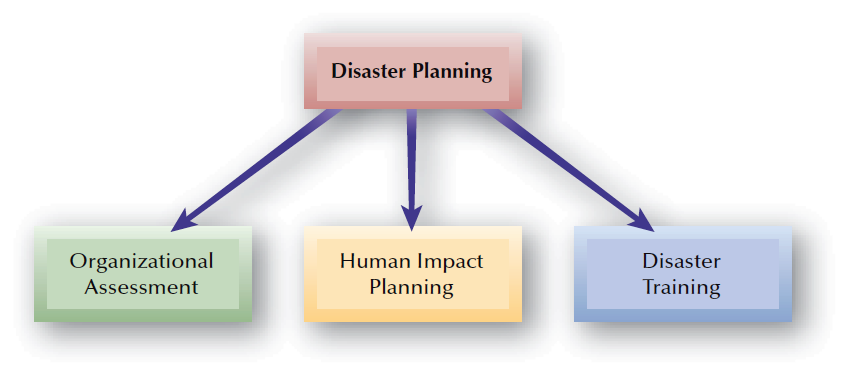 Disaster Planning
Organizational
Assessment
Human Impact
Planning
Disaster
Training